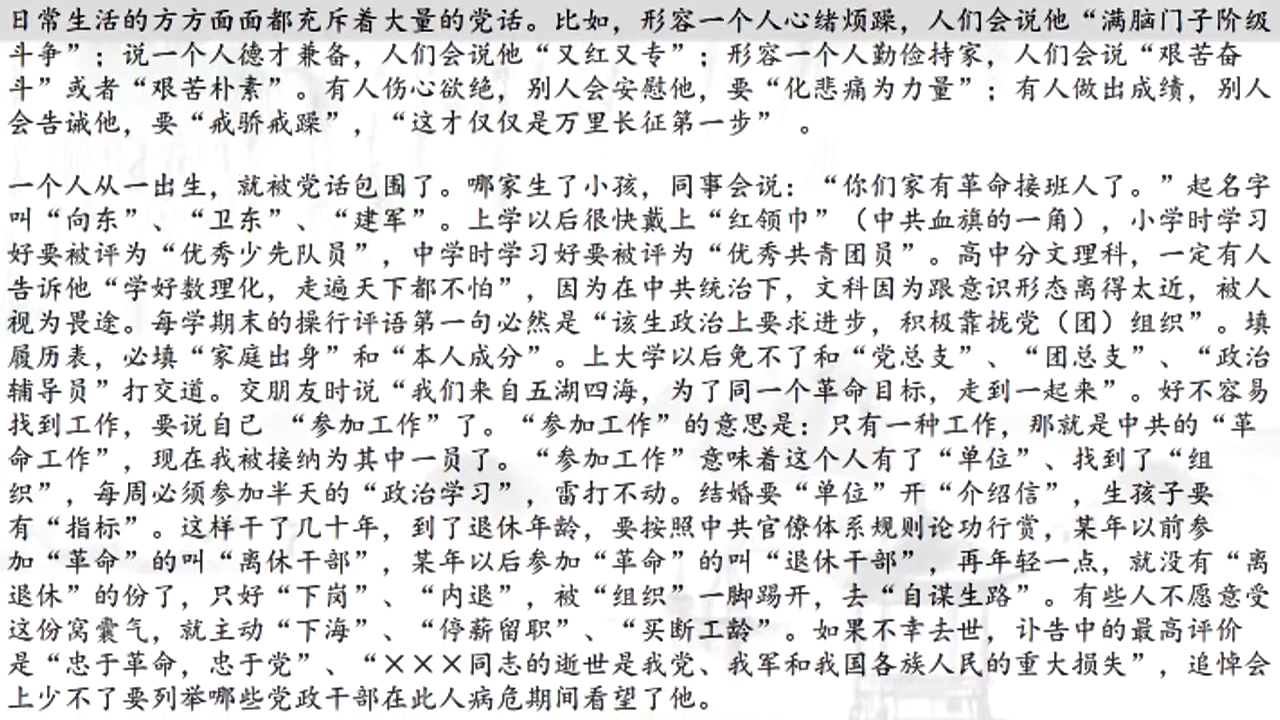 日常生活的方方面面都充斥着大量的党话。比如，形容一个人心绪烦躁，人们会说他“满脑门子阶级
斗争”；说一个人德才兼备，人们会说他“又红又专”；形容一个人勤俭持家，人们会说“艰苦奋
斗”或者“艰苦朴素”。有人伤心欲绝，别人会安慰他，要“化悲痛为力量”；有人做出成绩，别人
会告诫他，要“戒骄戒躁”，“这才仅仅是万里长征第一步” 。
一个人从一出生，就被党话包围了。哪家生了小孩，同事会说：“你们家有革命接班人了。”起名字
叫“向东”、“卫东”、“建军”。上学以后很快戴上“红领巾”（中共血旗的一角），小学时学习
好要被评为“优秀少先队员”，中学时学习好要被评为“优秀共青团员”。高中分文理科，一定有人
告诉他“学好数理化，走遍天下都不怕”，因为在中共统治下，文科因为跟意识形态离得太近，被人
视为畏途。每学期末的操行评语第一句必然是“该生政治上要求进步，积极靠拢党（团）组织”。填
履历表，必填“家庭出身”和“本人成分”。上大学以后免不了和“党总支”、“团总支”、“政治
辅导员”打交道。交朋友时说“我们来自五湖四海，为了同一个革命目标，走到一起来”。好不容易
找到工作，要说自己 “参加工作”了。“参加工作”的意思是：只有一种工作，那就是中共的“革
命工作”，现在我被接纳为其中一员了。“参加工作”意味着这个人有了“单位”、找到了“组
织”，每周必须参加半天的“政治学习”，雷打不动。结婚要“单位”开“介绍信”，生孩子要
有“指标”。这样干了几十年，到了退休年龄，要按照中共官僚体系规则论功行赏，某年以前参
加“革命”的叫“离休干部”，某年以后参加“革命”的叫“退休干部”，再年轻一点，就没有“离
退休”的份了，只好“下岗”、“内退”，被“组织”一脚踢开，去“自谋生路”。有些人不愿意受
这份窝囊气，就主动“下海”、“停薪留职”、“买断工龄”。如果不幸去世，讣告中的最高评价
是“忠于革命，忠于党”、“×××同志的逝世是我党、我军和我国各族人民的重大损失”，追悼会
上少不了要列举哪些党政干部在此人病危期间看望了他。